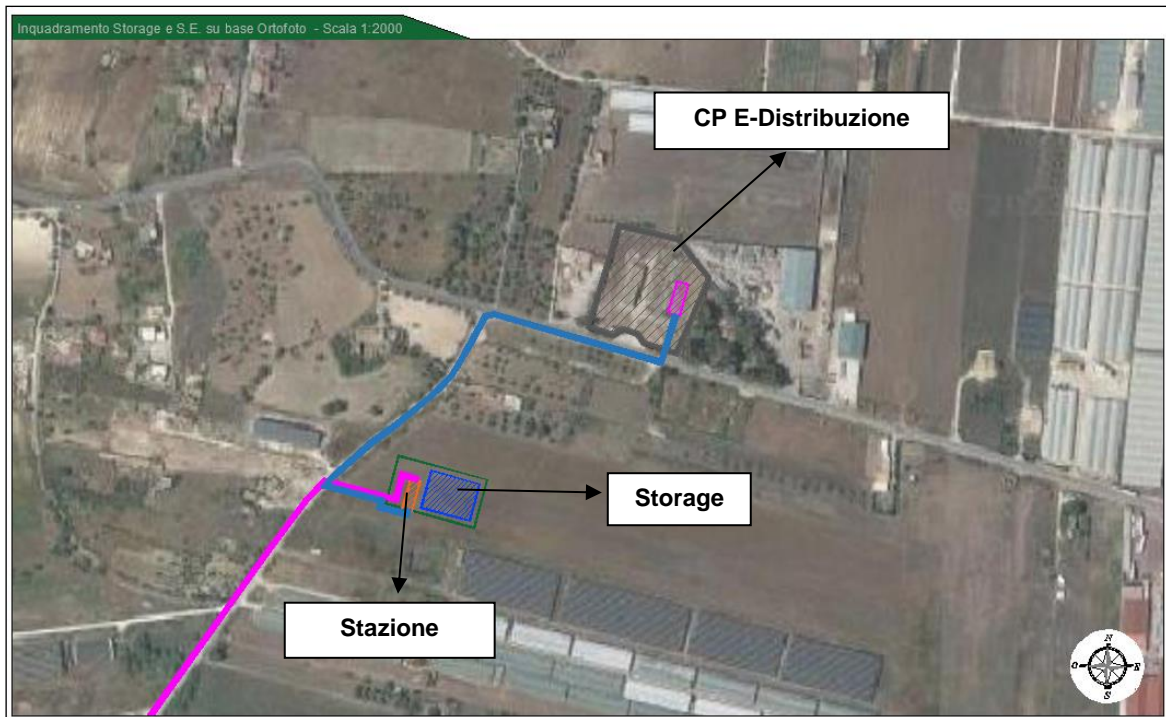 Inquadramento Storage e S.E. su base Ortofoto - Scala 1:2000
CP E-Distribuzione
Storage
Stazione
N
O
E
S